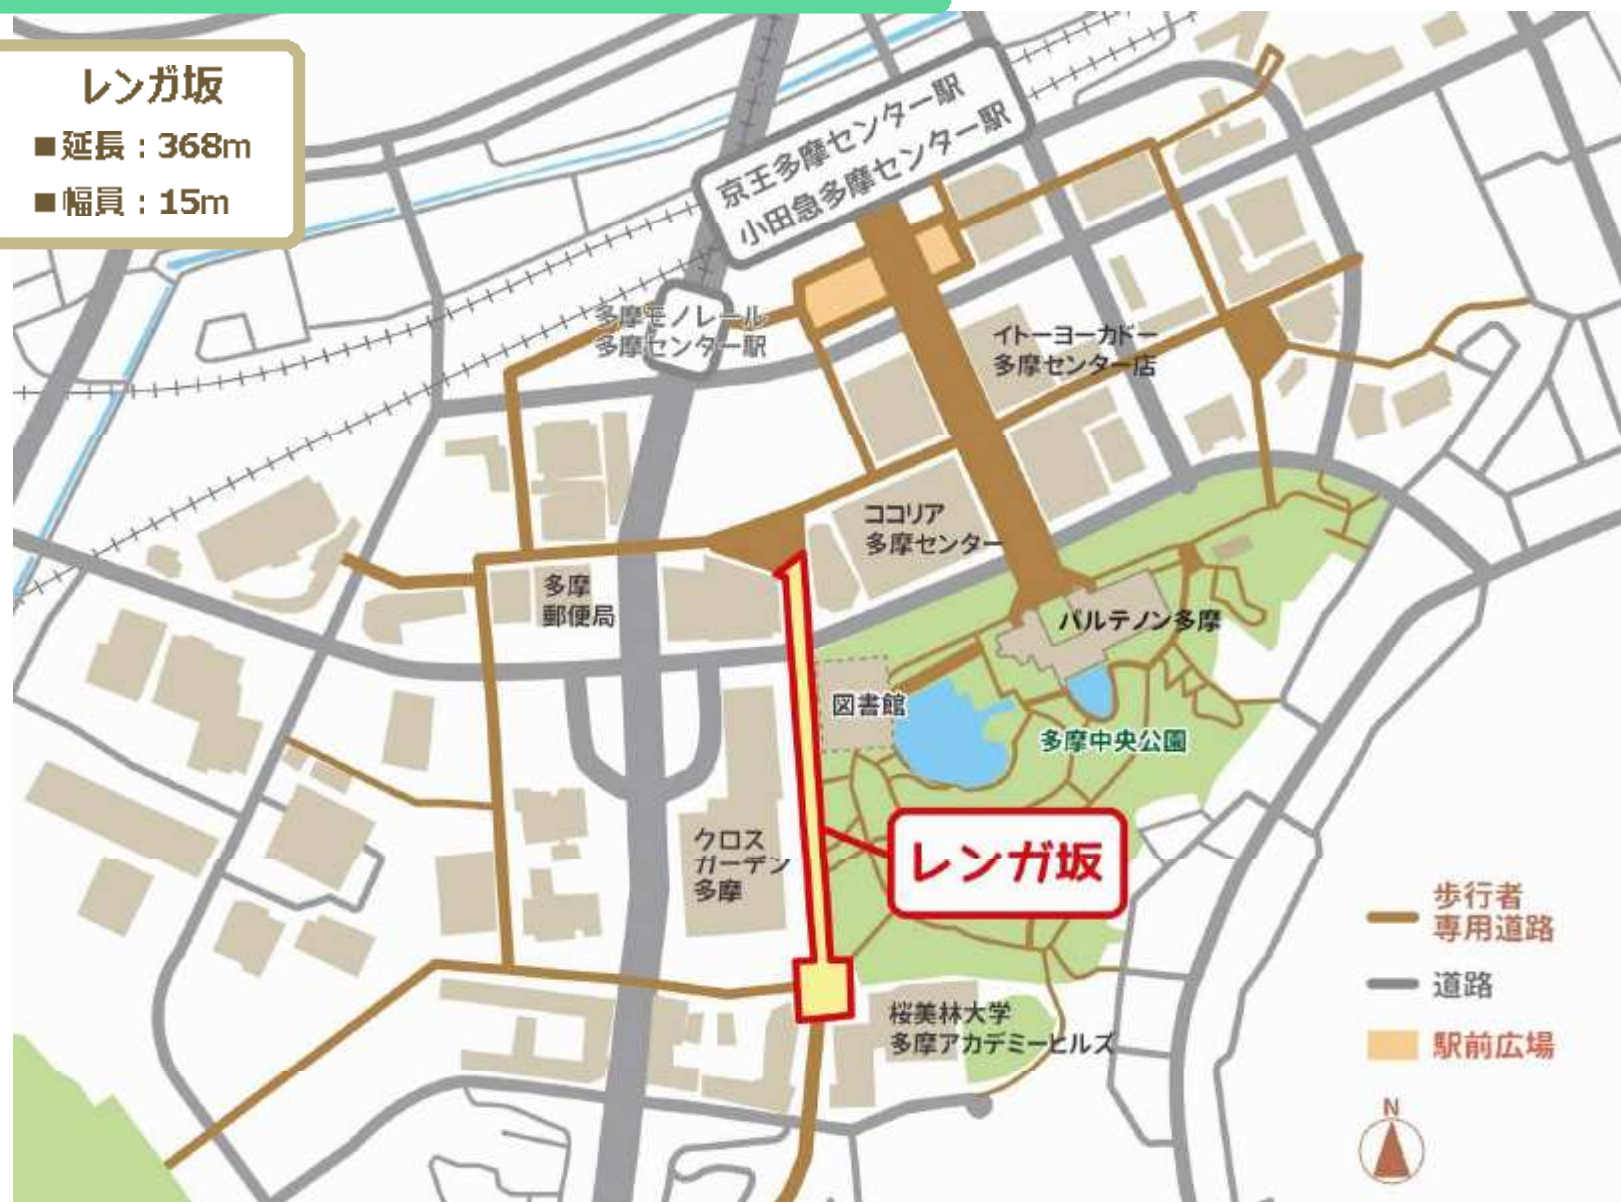 レンガ坂
■延長：368m
■幅員：15m
京王多摩センター駅
小田急多摩センター駅
多摩モノレール
多摩センター駅
イトーヨーカドー
多摩センター店
ココリア
多摩センター
多摩
郵便局
パルテノン多摩
図書館
多摩中央公園
クロス
ガーデン
多摩
レンガ坂
桜美林大学
多摩アカデミーヒルズ
歩行者
専用道路
道路
駅前広場
N